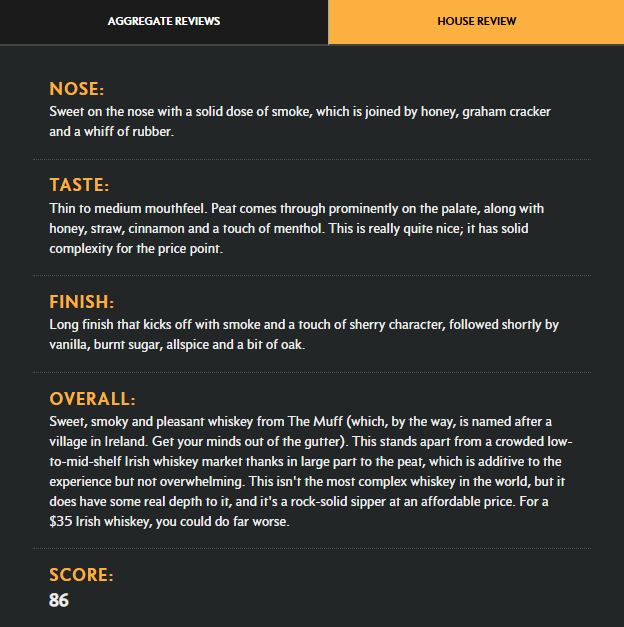 AGGREGATE REVIEWS
HOUSE REVIEW
NOSE:
Sweet on the nose with a solid dose of smoke, which is joined by honey, graham cracker
and a whiff of rubber.
TASTE:
Thin to medium mouthfeel. Peat comes through prominently on the palate, along with
honey, straw, cinnamon and a touch of menthol. This is really quite nice; it has solid
complexity for the price point.
FINISH:
Long finish that kicks off with smoke and a touch of sherry character, followed shortly by
vanilla, burnt sugar, allspice and a bit of oak.
OVERALL:
Sweet, smoky and pleasant whiskey from The Muff (which, by the way, is named after a
village in Ireland. Get your minds out of the gutter). This stands apart from a crowded low-
to-mid-shelf Irish whiskey market thanks in large part to the peat, which is additive to the
experience but not overwhelming. This isn't the most complex whiskey in the world, but it
does have some real depth to it, and it's a rock-solid sipper at an affordable price. For a
$35 Irish whiskey, you could do far worse.
SCORE:
86